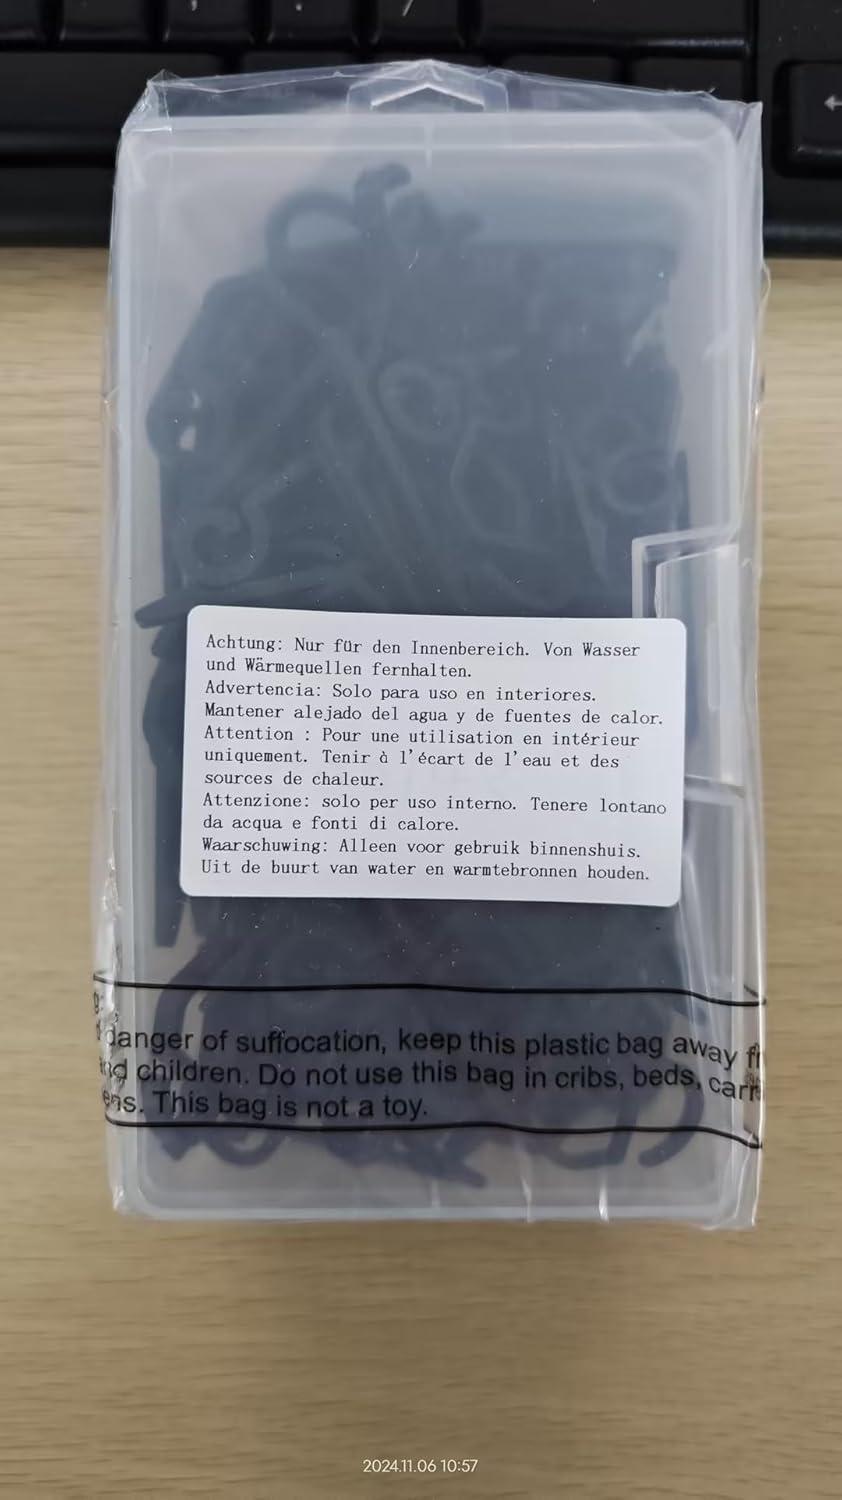 Achtung: Nur für den Innenbereich. Von Wasser
und Wärmequellen fernhalten.
Advertencia: Solo para uso en interiores.
Mantener alejado del agua y de fuentes de calor.
Attention : Pour une utilisation en intérieur
uniquement. Tenir à l'écart de l'eau et des
sources de chaleur.
Attenzione: solo per uso interno. Tenere lontano
da acqua e fonti di calore.
Waarschuwing: Alleen voor gebruik binnenshuis.
Uit de buurt van water en warmtebronnen houden.
danger of suffocation, keep this plastic bag away
children. Do not use this bag in cribs, beds,
This bag is not a toy.
2024.11.06 10:57